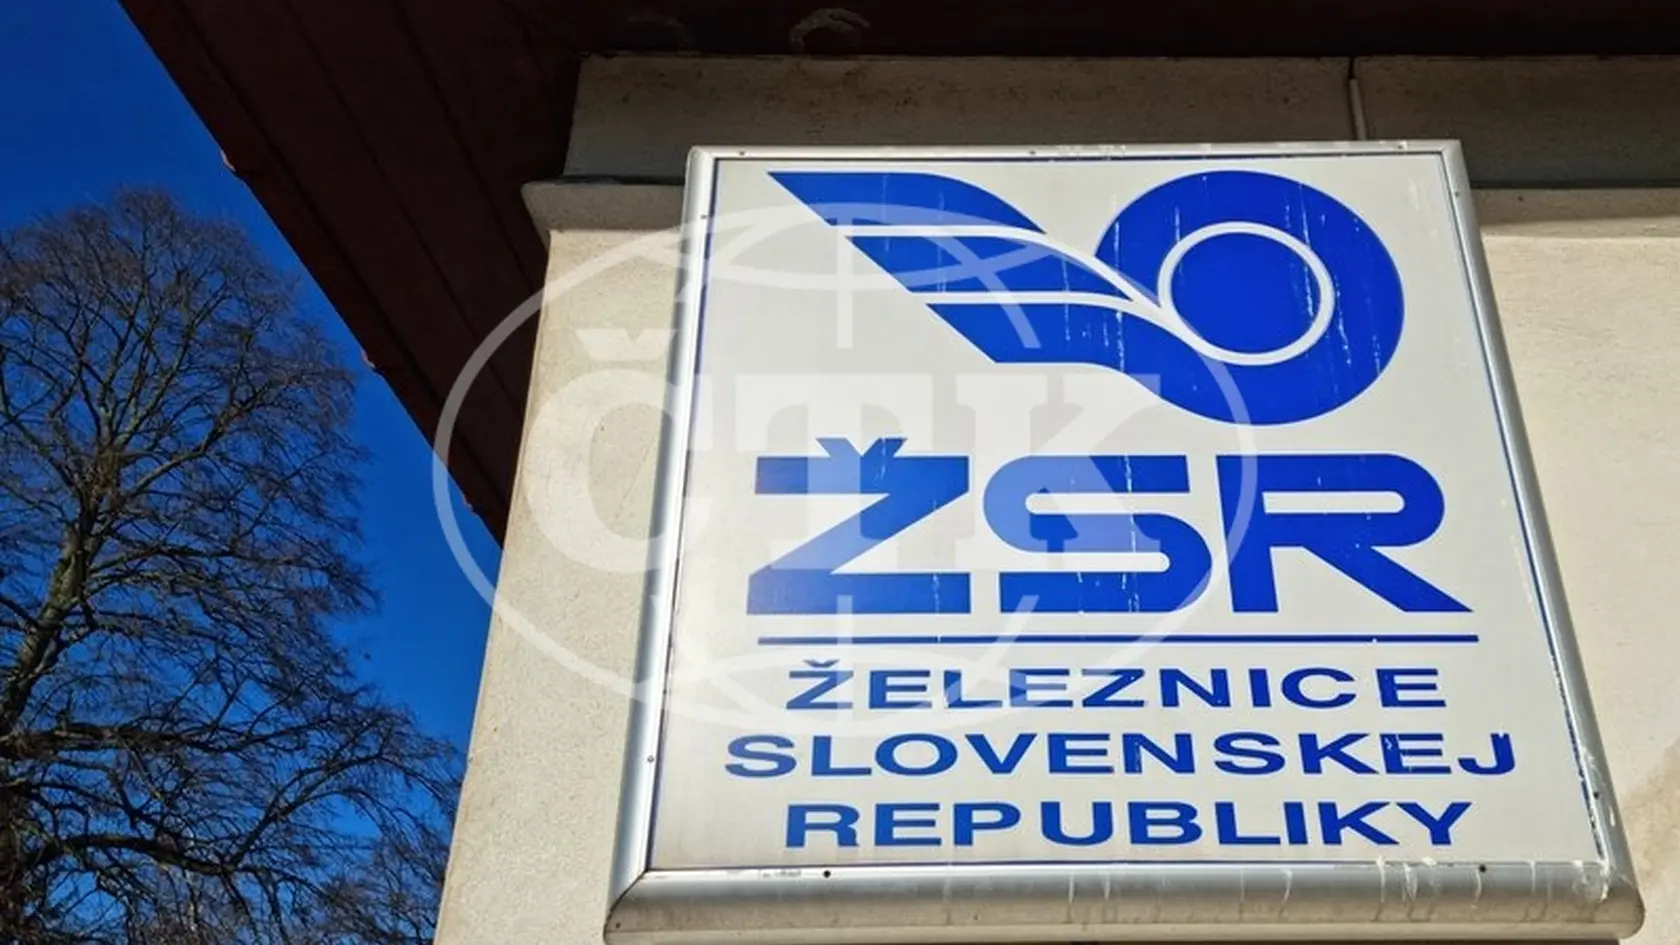 ŽSR
ČTK
ŽELEZNICE
SLOVENSKEJ
REPUBLIKY